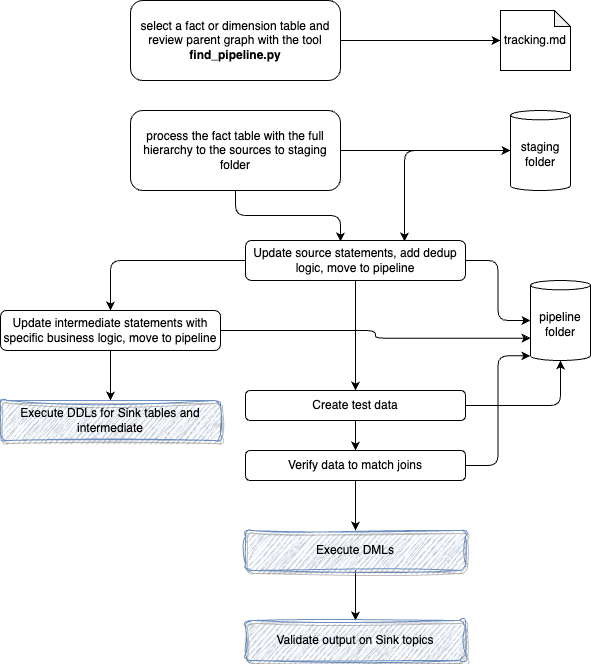 select a fact or dimension table and
review parent graph with the tool
find_pipeline.py
tracking.md
process the fact table with the full
hierarchy to the sources to staging
folder
staging
folder
Update source statements, add dedup
logic, move to pipeline
Update intermediate statements with
specific business logic, move to pipeline
pipeline
folder
Execute DDLs for Sink tables and
intermediate
Create test data
Verify data to match joins
Execute DMLs
Validate output on Sink topics